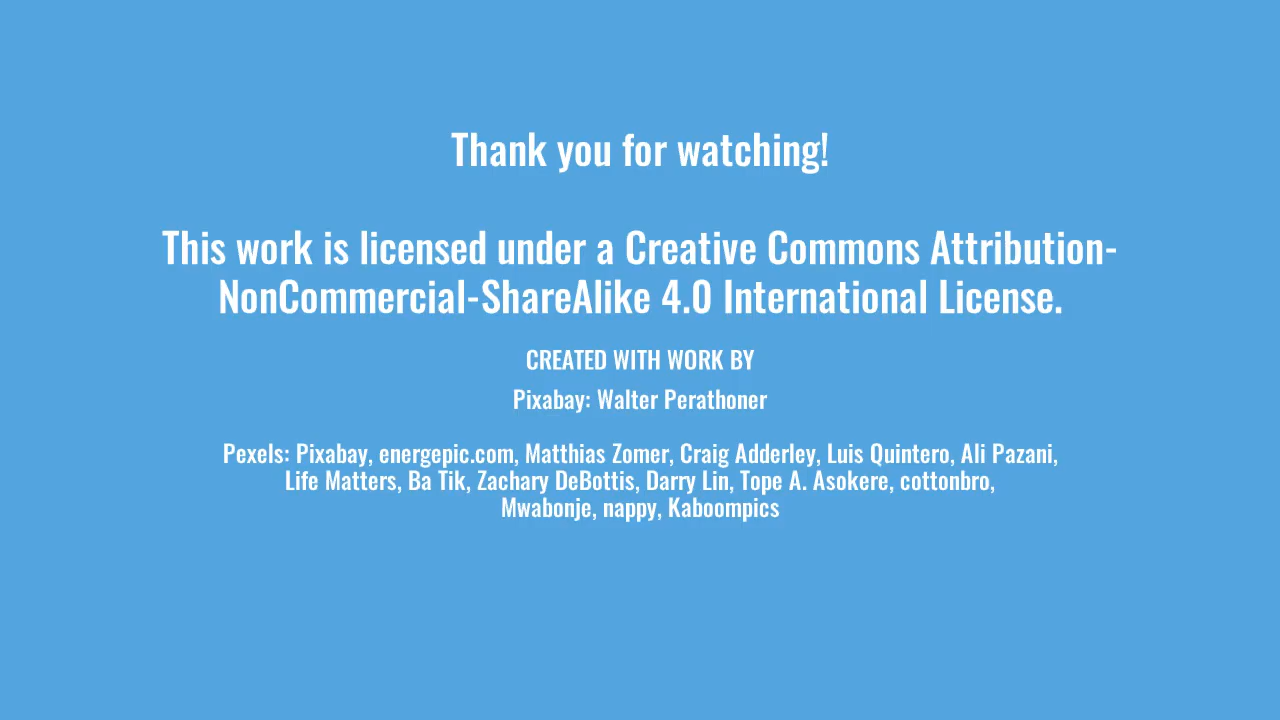 Thank you for watching!
This work is licensed under a Creative Commons Attribution-
NonCommercial-ShareAlike 4.0 International License.
CREATED WITH WORK BY
Pixabay: Walter Perathoner
Pexels: Pixabay, energepic.com, Matthias Zomer, Craig Adderley, Luis Quintero, Ali Pazani,
Life Matters, Ba Tik, Zachary DeBottis, Darry Lin, Tope A. Asokere, cottonbro,
Mwabonje, nappy, Kaboompics